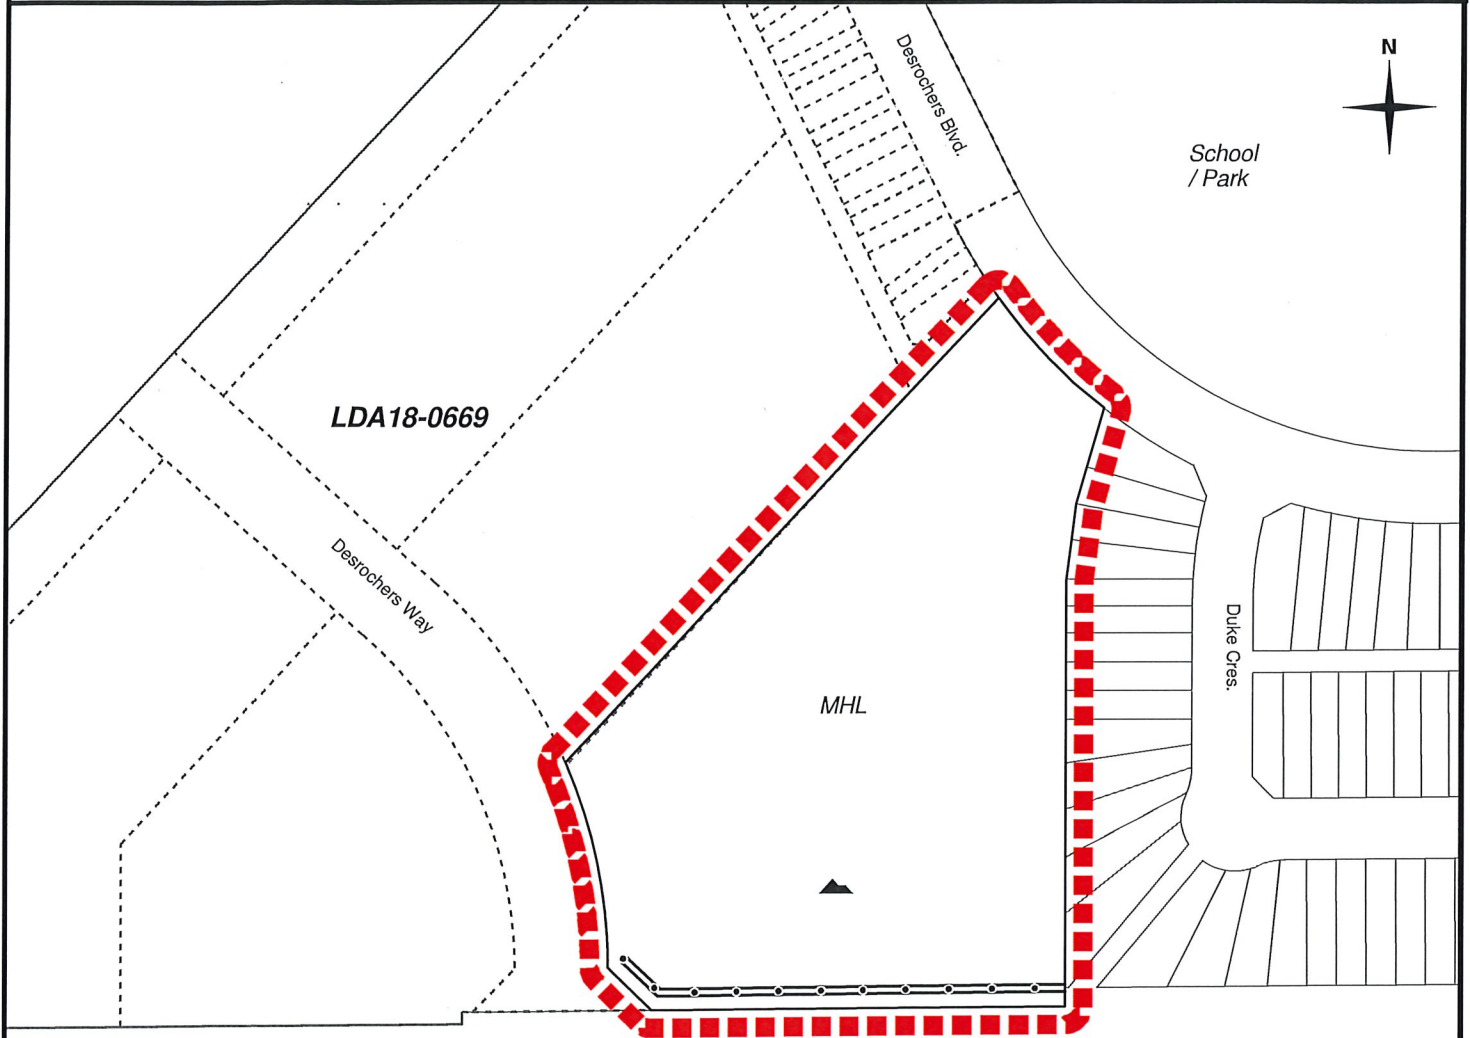 Desrochers Blvd.
N
School
/ Park
LDA18-0669
Desrochers Way
Duke Cres.
MHL